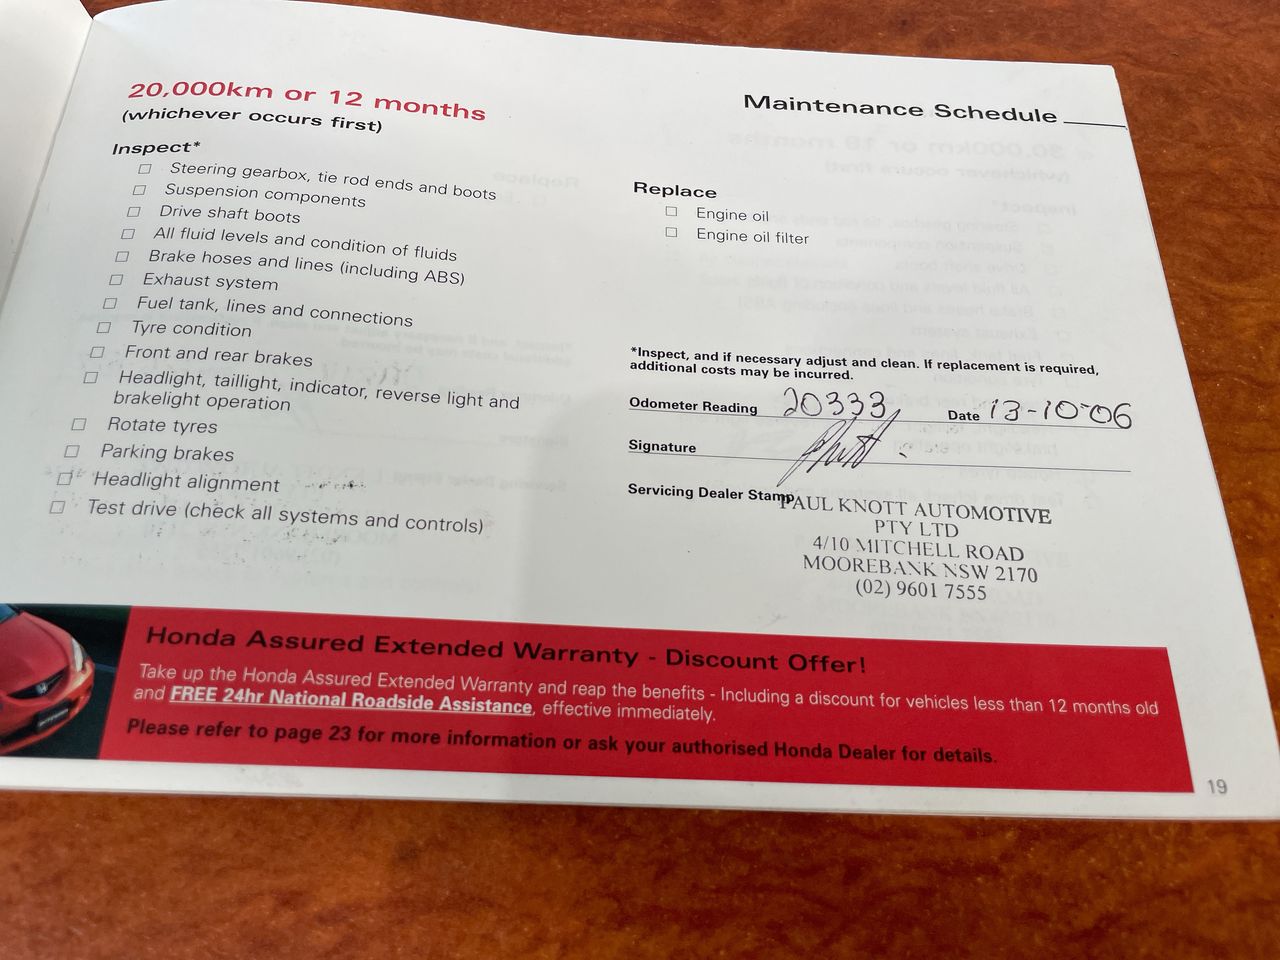 20,000km or 12 months
(whichever occurs first)
Inspect*
Steering gearbox, tie rod ends and boots
Suspension components
Drive shaft boots
All fluid levels and condition of fluids
Brake hoses and lines (including ABS)
Exhaust system
Fuel tank, lines and connections
Tyre condition
Front and rear brakes
Headlight, taillight, indicator, reverse light and
brakelight operation
Rotate tyres
Parking brakes
Headlight alignment
Test drive (check all systems and controls)
Maintenance Schedule
Replace
Engine oil
Engine oil filter
*Inspect, and if necessary adjust and clean. If replacement is required,
additional costs may be incurred.
Odometer Reading 20333 Date 13-10-06
Signature
Servicing Dealer Stamp
PAUL KNOTT AUTOMOTIVE
PTY LTD
4/10 MITCHELL ROAD
MOOREBANK NSW 2170
(02) 9601 7555
Honda Assured Extended Warranty - Discount Offer!
Take up the Honda Assured Extended Warranty and reap the benefits - Including a discount for vehicles less than 12 months old
and FREE 24hr National Roadside Assistance, effective immediately.
Please refer to page 23 for more information or ask your authorised Honda Dealer for details.
19